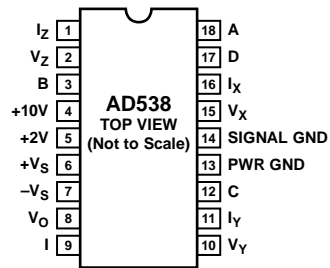 I_Z 1
V_Z 2
B 3
+10V 4
+2V 5
+V_S 6
–V_S 7
V_O 8
I 9
AD538
TOP VIEW
(Not to Scale)
18 A
17 D
16 I_X
15 V_X
14 SIGNAL GND
13 PWR GND
12 C
11 I_Y
10 V_Y